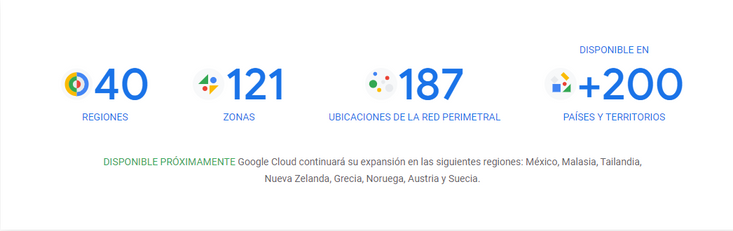 DISPONIBLE EN
40
121
187
+200
REGIONES
ZONAS
UBICACIONES DE LA RED PERIMETRAL
PAÍSES Y TERRITORIOS
DISPONIBLE PRÓXIMAMENTE Google Cloud continuará su expansión en las siguientes regiones: México, Malasia, Tailandia,
Nueva Zelanda, Grecia, Noruega, Austria y Suecia.